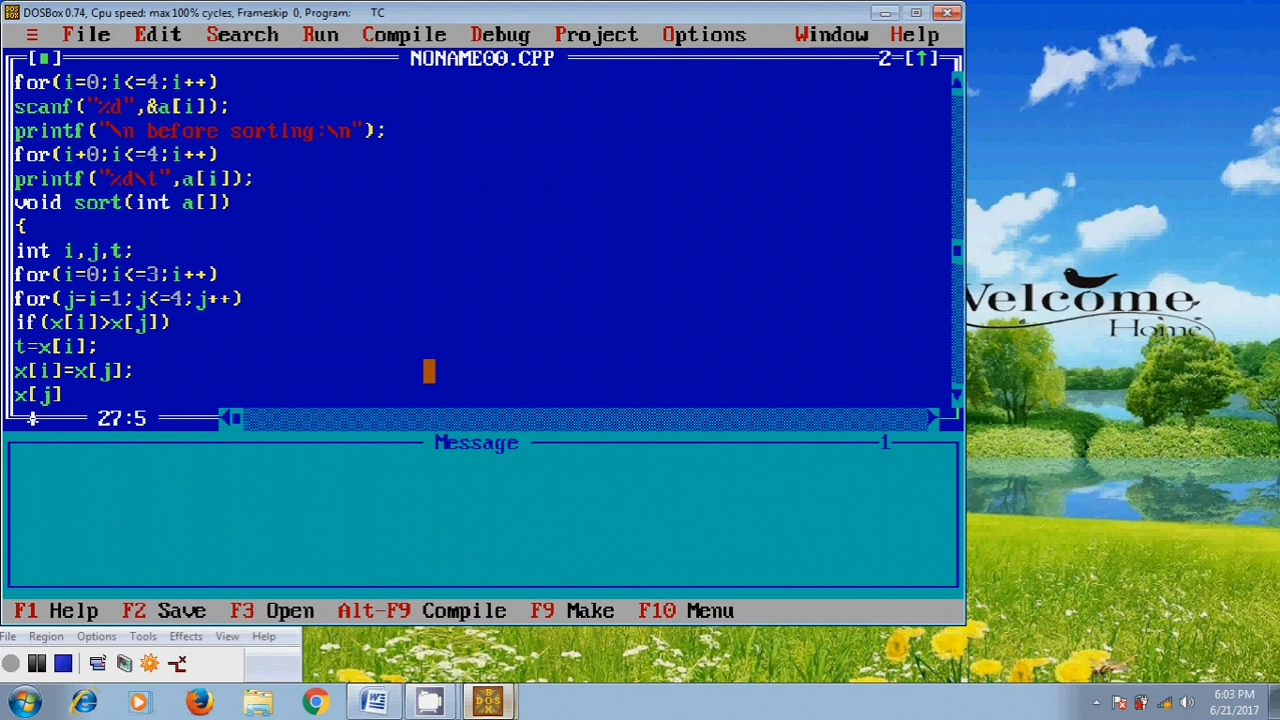 DOSBox 0.74, Cpu speed: max 100% cycles, Frameskip 0, Program: TC
≡ File Edit Search Run Compile Debug Project Options Window Help
[■] NONAME00.CPP 2=[↑]
for(i=0;i<=4;i++)
scanf("%d",&a[i]);
printf("\n before sorting:\n");
for(i+0;i<=4;i++)
printf("%d\t",a[i]);
void sort(int a[])
{
int i,j,t;
for(i=0;i<=3;i++)
for(j=i=1;j<=4;j++)
if(x[i]>x[j])
t=x[i];
x[i]=x[j];
x[j]
27:5
Message 1
F1 Help F2 Save F3 Open Alt-F9 Compile F9 Make F10 Menu
Welcome
Home
File Region Options Tools Effects View Help
DOS BOX
6:03 PM
6/21/2017